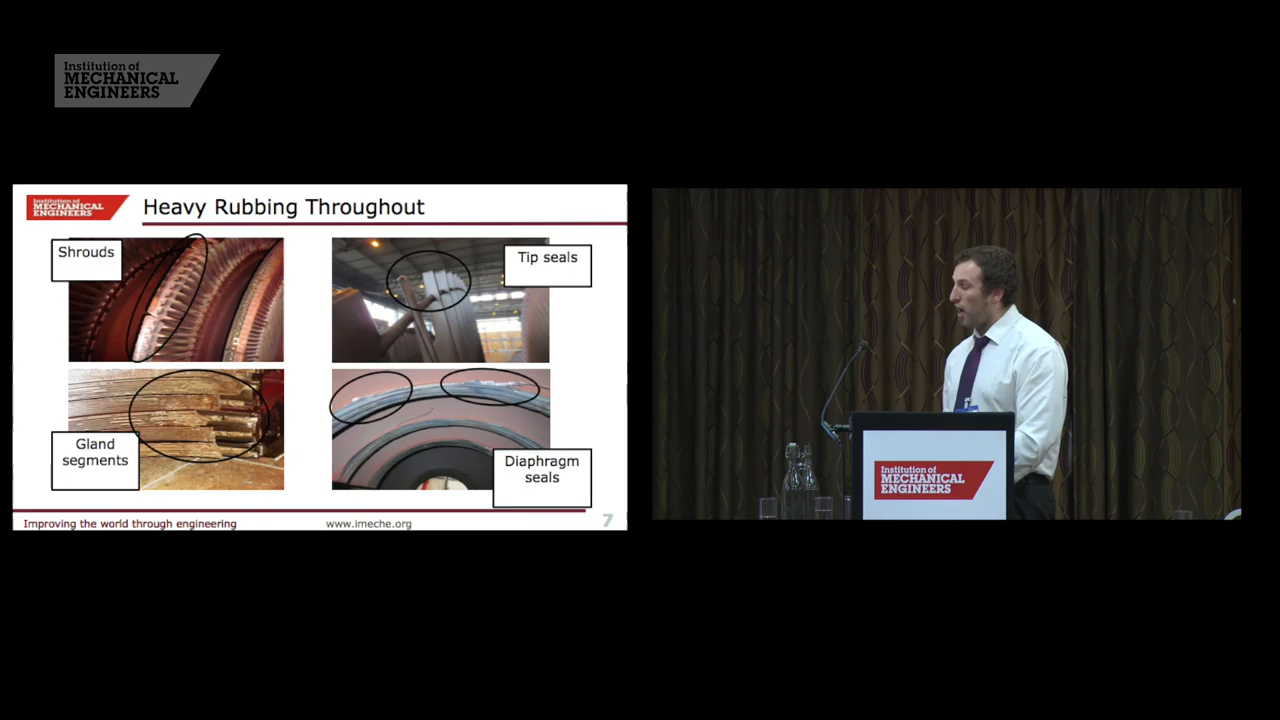 Institution of
MECHANICAL
ENGINEERS
Institution of
MECHANICAL
ENGINEERS
Heavy Rubbing Throughout
Shrouds
Tip seals
Gland
segments
Diaphragm
seals
Improving the world through engineering
www.imeche.org
7
Institution of
MECHANICAL
ENGINEERS